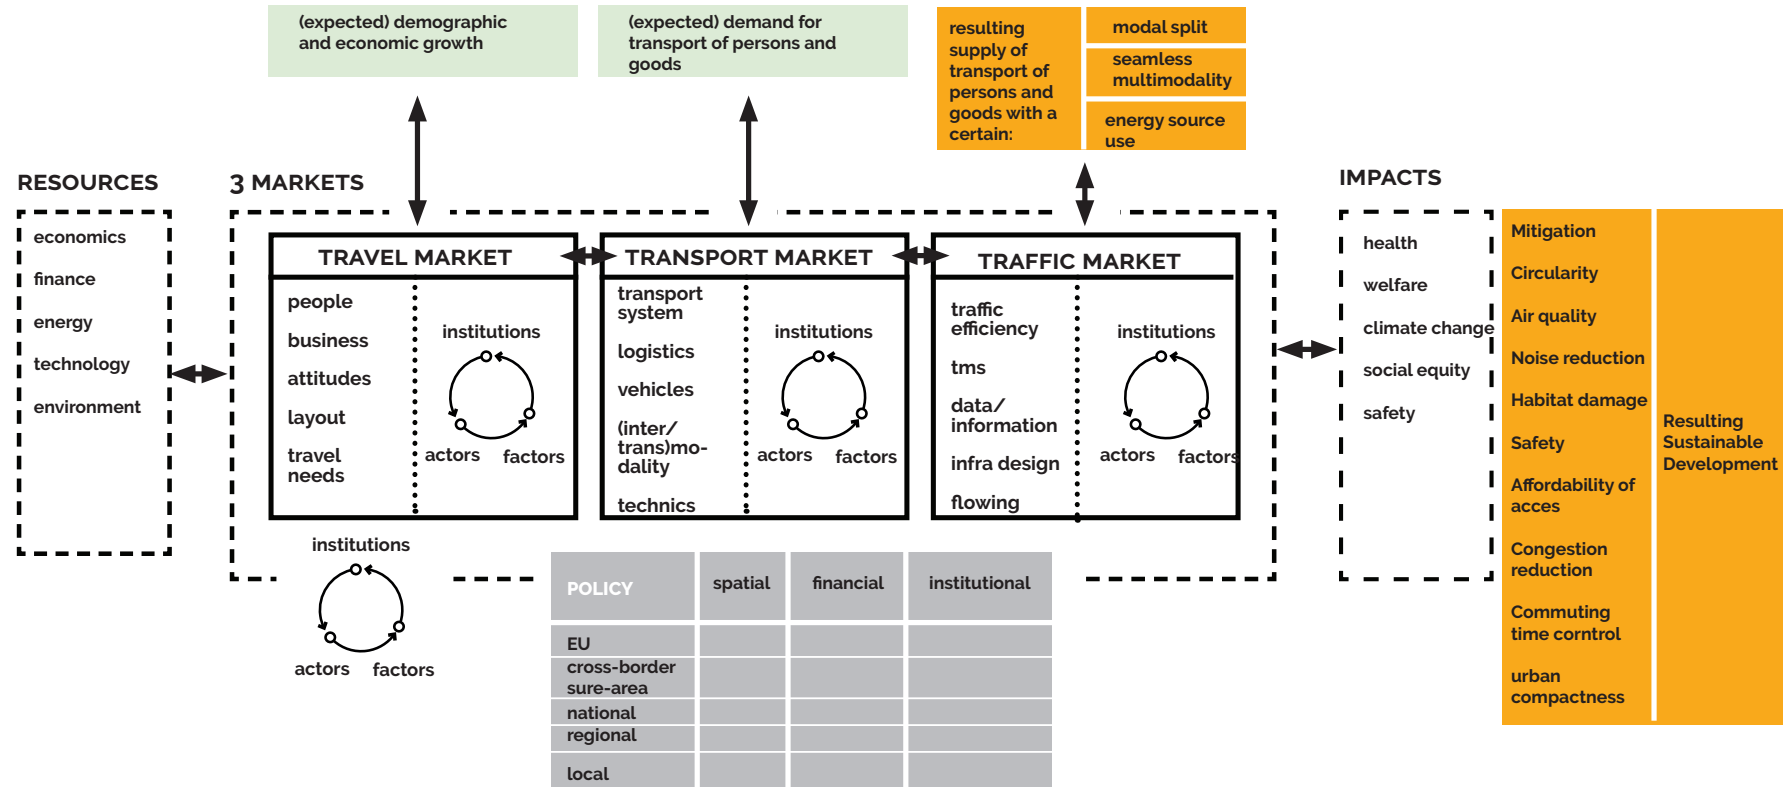 (expected) demographic
and economic growth
(expected) demand for
transport of persons and
goods
resulting
supply of
transport of
persons and
goods with a
certain:
modal split
seamless
multimodality
energy source
use
RESOURCES
economics
finance
energy
technology
environment
3 MARKETS
TRAVEL MARKET
people
business
attitudes
layout
travel
needs
institutions
actors
factors
TRANSPORT MARKET
transport
system
logistics
vehicles
(inter/
trans)mo-
dality
technics
institutions
actors
factors
TRAFFIC MARKET
traffic
efficiency
tms
data/
information
infra design
flowing
institutions
actors
factors
institutions
actors
factors
POLICY
spatial
financial
institutional
EU
cross-border
sure-area
national
regional
local
IMPACTS
health
welfare
climate change
social equity
safety
Mitigation
Circularity
Air quality
Noise reduction
Habitat damage
Safety
Affordability of
acces
Congestion
reduction
Commuting
time corntrol
urban
compactness
Resulting
Sustainable
Development